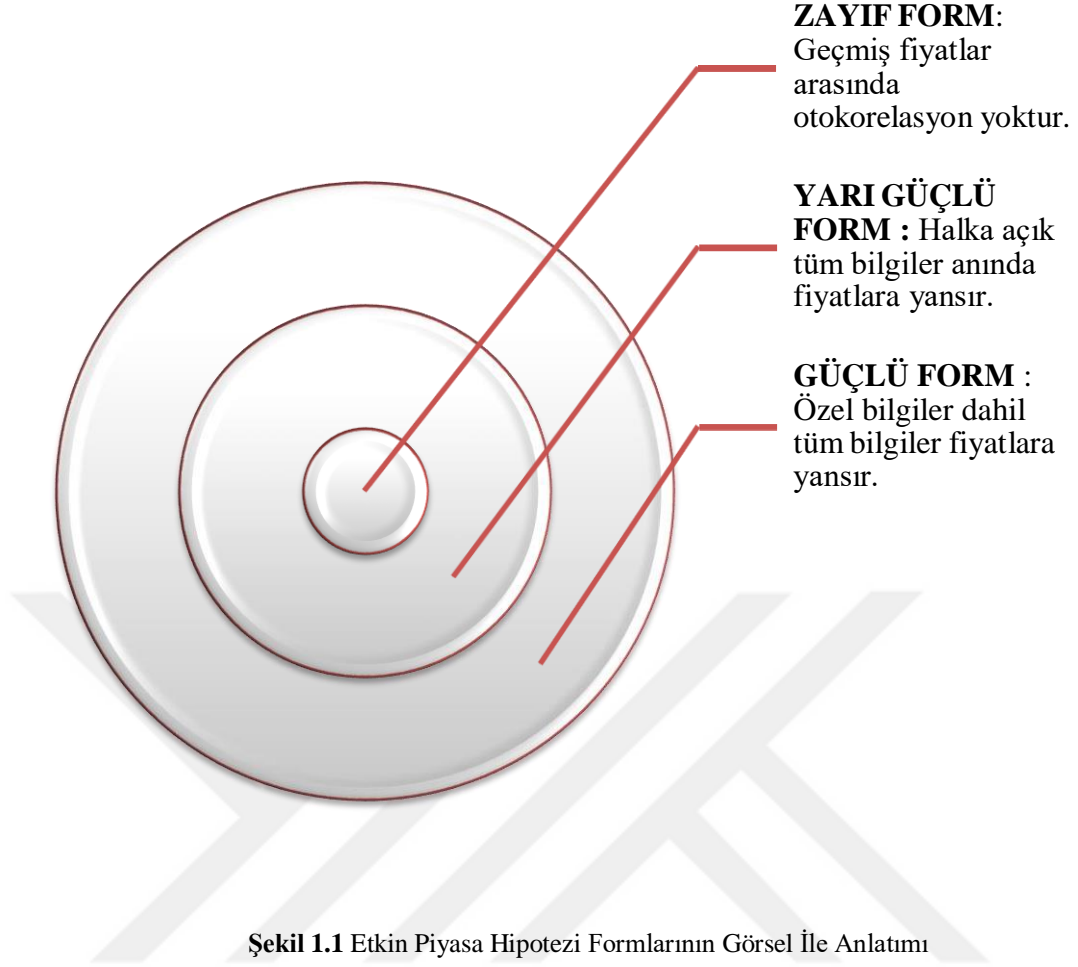 ZAYIF FORM:
Geçmiş fiyatlar
arasında
otokorelasyon yoktur.
YARI GÜÇLÜ
FORM : Halka açık
tüm bilgiler anında
fiyatlara yansır.
GÜÇLÜ FORM :
Özel bilgiler dahil
tüm bilgiler fiyatlara
yansır.
Şekil 1.1 Etkin Piyasa Hipotezi Formlarının Görsel İle Anlatımı